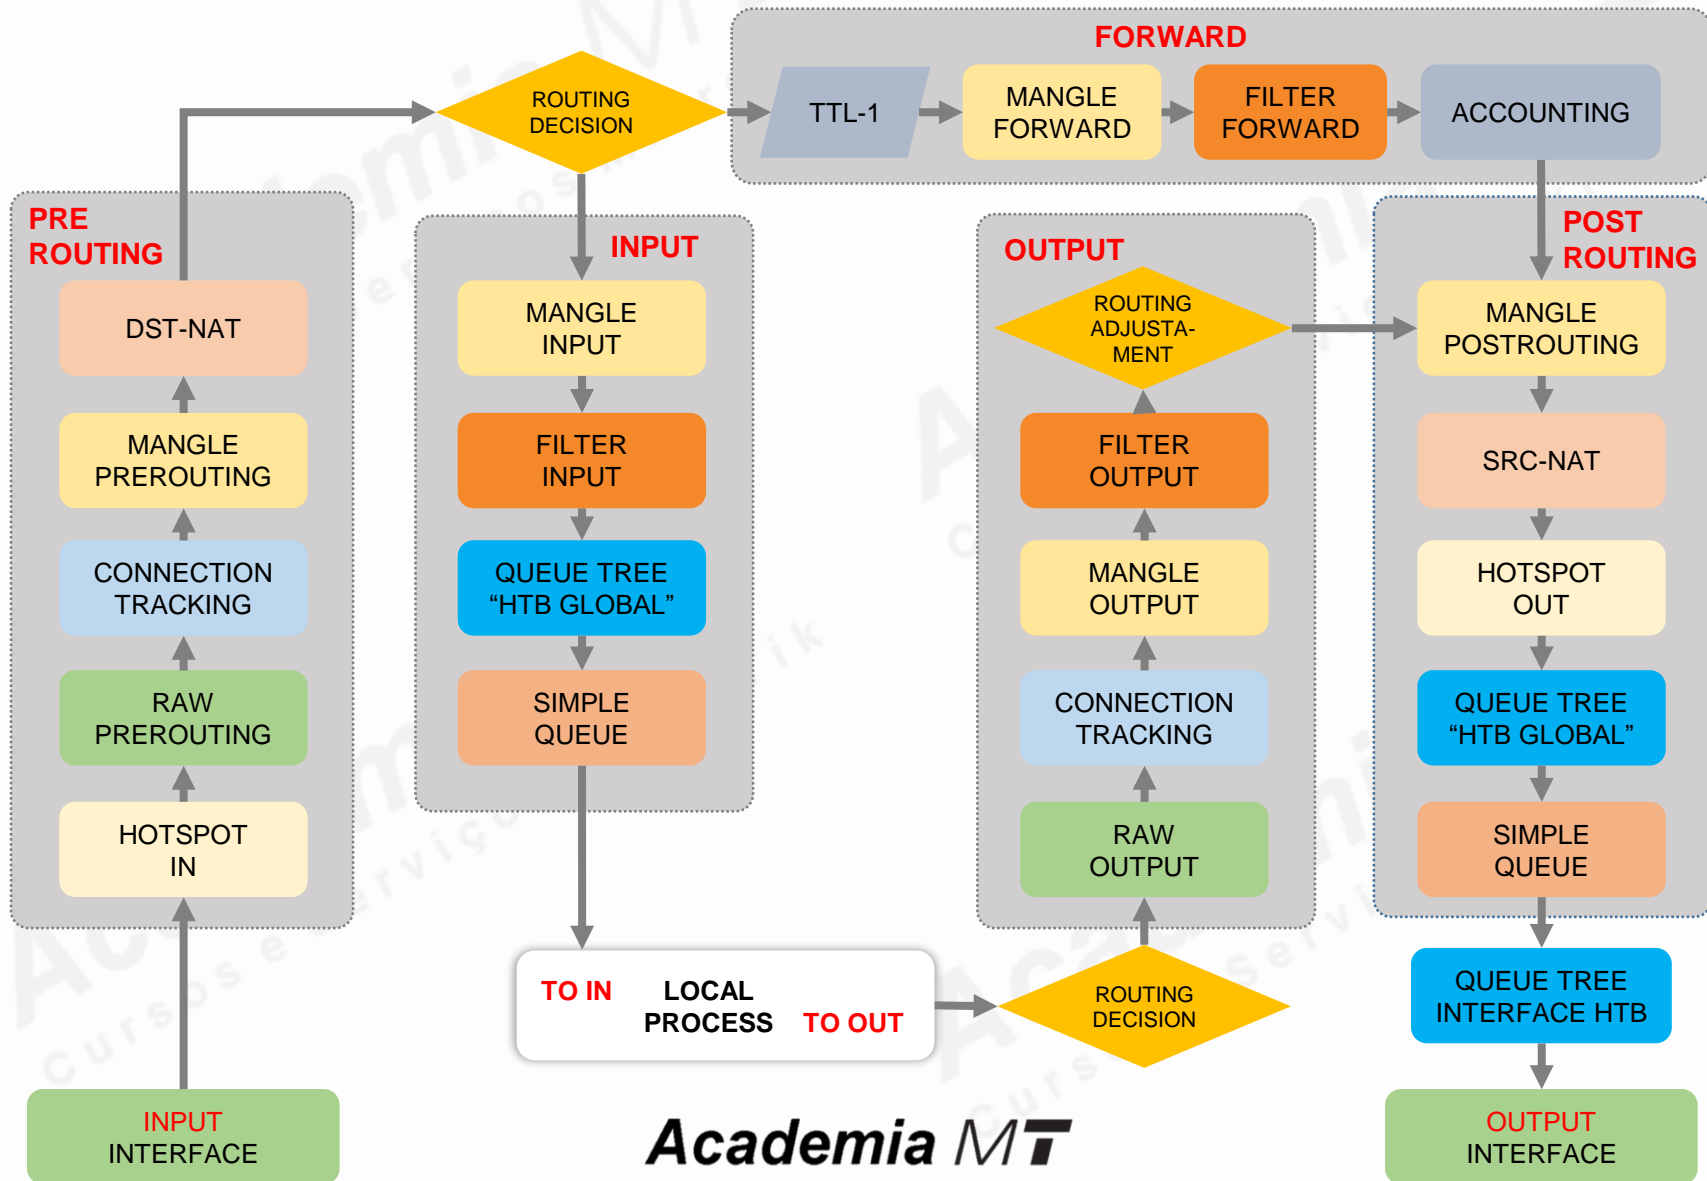 FORWARD
ROUTING
DECISION
TTL-1
MANGLE
FORWARD
FILTER
FORWARD
ACCOUNTING
PRE
ROUTING
DST-NAT
MANGLE
PREROUTING
CONNECTION
TRACKING
RAW
PREROUTING
HOTSPOT
IN
INPUT
INTERFACE
INPUT
MANGLE
INPUT
FILTER
INPUT
QUEUE TREE
“HTB GLOBAL”
SIMPLE
QUEUE
TO IN
LOCAL
PROCESS
TO OUT
ROUTING
DECISION
OUTPUT
ROUTING
ADJUSTA-
MENT
FILTER
OUTPUT
MANGLE
OUTPUT
CONNECTION
TRACKING
RAW
OUTPUT
POST
ROUTING
MANGLE
POSTROUTING
SRC-NAT
HOTSPOT
OUT
QUEUE TREE
“HTB GLOBAL”
SIMPLE
QUEUE
QUEUE TREE
INTERFACE HTB
OUTPUT
INTERFACE
Academia MT